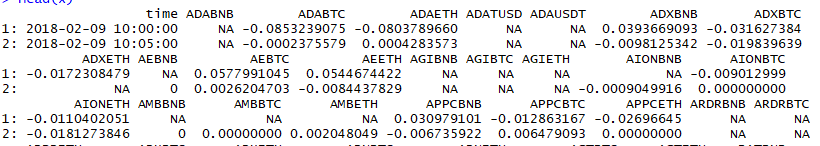 > head(x)
time ADABNB ADABTC ADAETH ADATUSD ADAUSDT ADXBNB ADXBTC
1: 2018-02-09 10:00:00 NA -0.0853239075 -0.0803789660 NA NA 0.0393669093 -0.031627384
2: 2018-02-09 10:05:00 NA -0.0002375579 0.0004283573 NA NA -0.0098125342 -0.019839639
ADXETH AEBNB AEBTC AEETH AGIBNB AGIBTC AGIETH AIONBNB AIONBTC
1: -0.0172308479 NA 0.0577991045 0.0544674422 NA NA NA NA -0.009012999
2: NA 0 0.0026204703 -0.0084437829 NA NA NA -0.0009049916 0.000000000
AIONETH AMBBNB AMBBTC AMBETH APPCBNB APPCBTC APPCETH ARDRBNB ARDRBTC
1: -0.0110402051 NA NA NA 0.030979101 -0.012863167 -0.02696645 NA NA
2: -0.0181273846 0 0.00000000 0.002048049 -0.006735922 0.006479093 0.00000000 NA NA